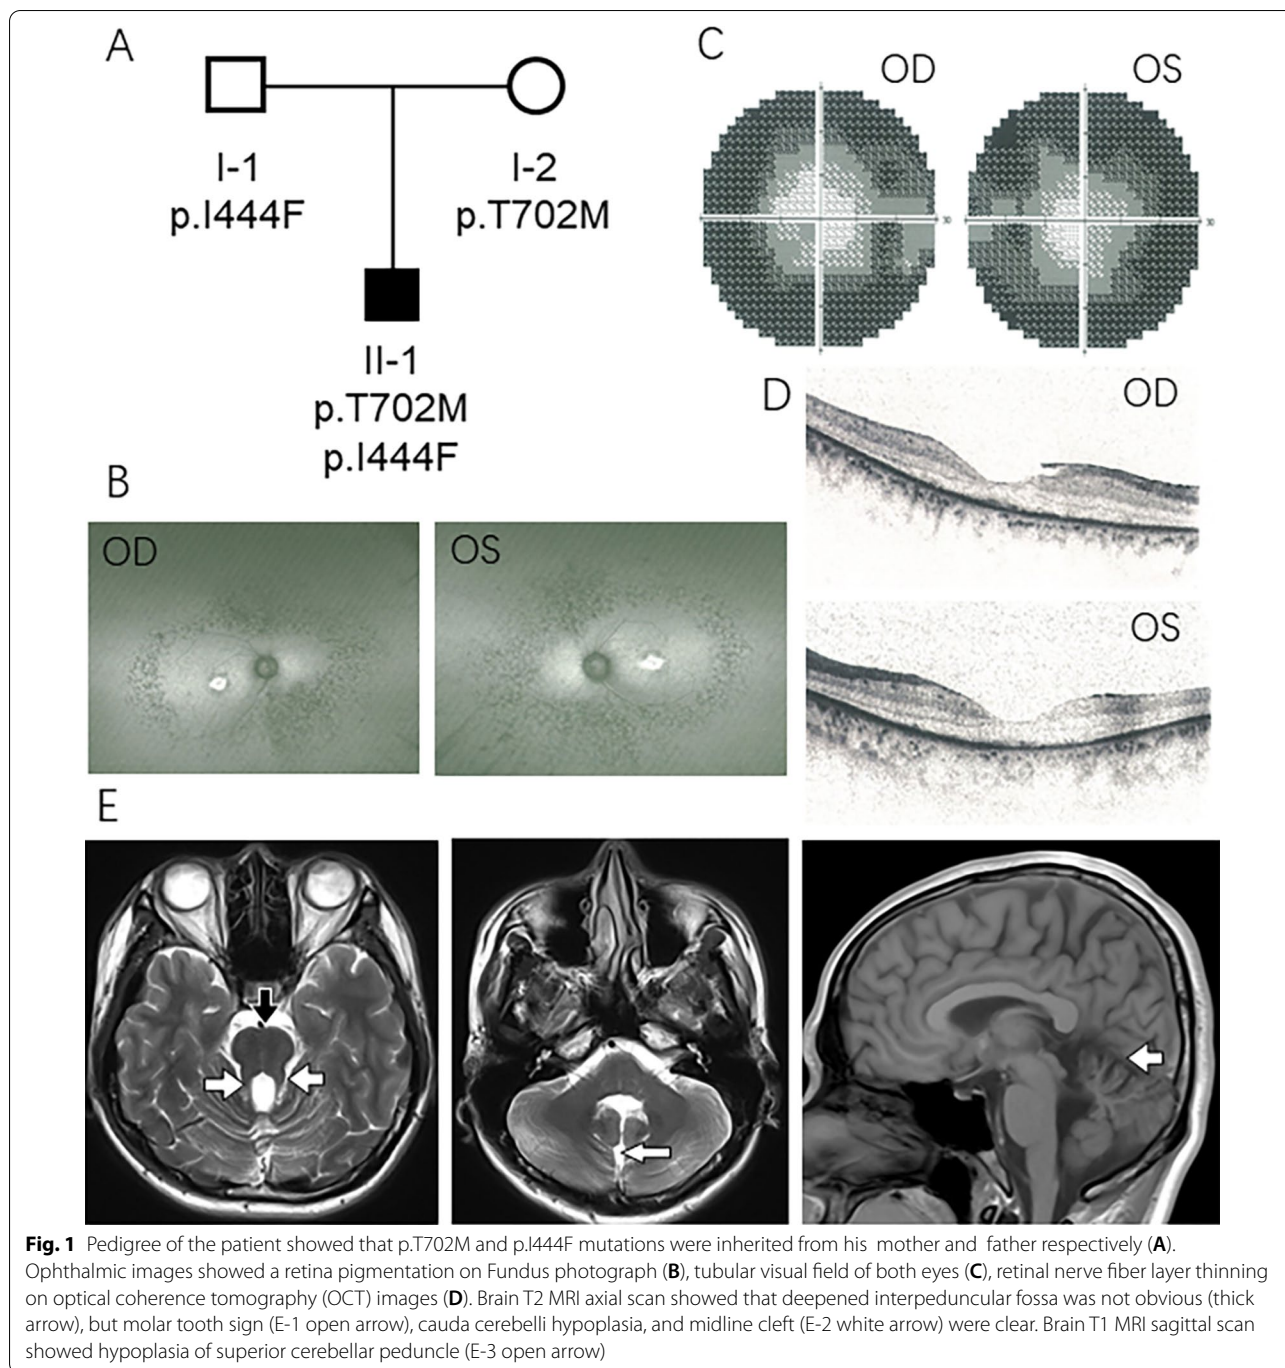 A
I-1
p.I444F
I-2
p.T702M
II-1
p.T702M
p.I444F
B
OD
OS
C
OD
OS
30
30
D
OD
OS
E
Fig. 1 Pedigree of the patient showed that p.T702M and p.I444F mutations were inherited from his mother and father respectively (A).
Ophthalmic images showed a retina pigmentation on Fundus photograph (B), tubular visual field of both eyes (C), retinal nerve fiber layer thinning
on optical coherence tomography (OCT) images (D). Brain T2 MRI axial scan showed that deepened interpeduncular fossa was not obvious (thick
arrow), but molar tooth sign (E-1 open arrow), cauda cerebelli hypoplasia, and midline cleft (E-2 white arrow) were clear. Brain T1 MRI sagittal scan
showed hypoplasia of superior cerebellar peduncle (E-3 open arrow)